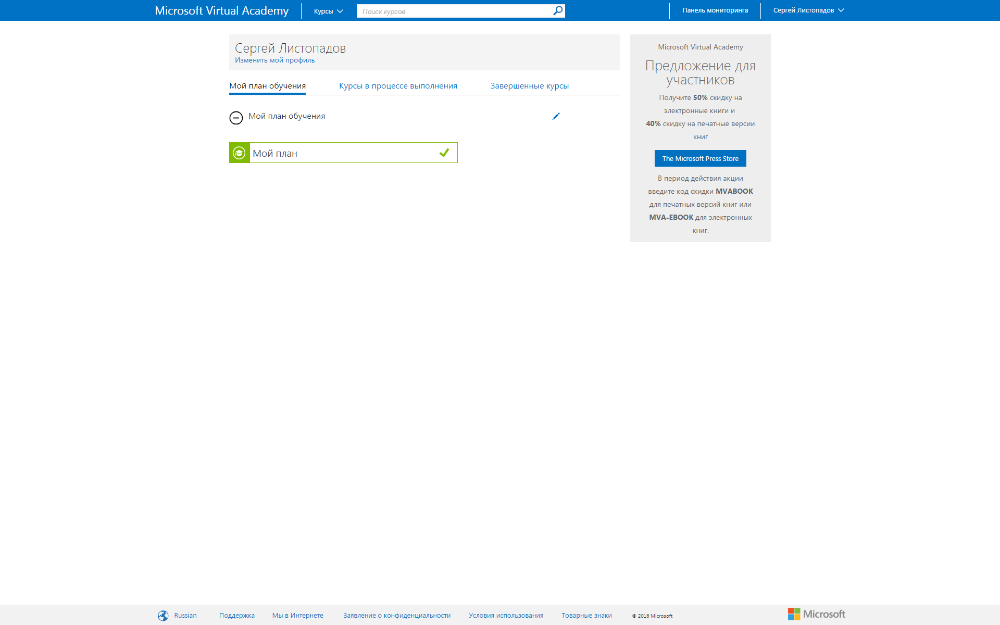 Microsoft Virtual Academy
Курсы
Поиск курсов
Панель мониторинга
Сергей Листопадов
Сергей Листопадов
Изменить мой профиль
Мой план обучения
Курсы в процессе выполнения
Завершенные курсы
Мой план обучения
Мой план
Microsoft Virtual Academy
Предложение для
участников
Получите 50% скидку на
электронные книги и
40% скидку на печатные версии
книг
The Microsoft Press Store
В период действия акции
введите код скидки MVABOOK
для печатных версий книг или
MVA-EBOOK для электронных
книг.
Russian
Поддержка
Мы в Интернете
Заявление о конфиденциальности
Условия использования
Товарные знаки
© 2016 Microsoft
Microsoft